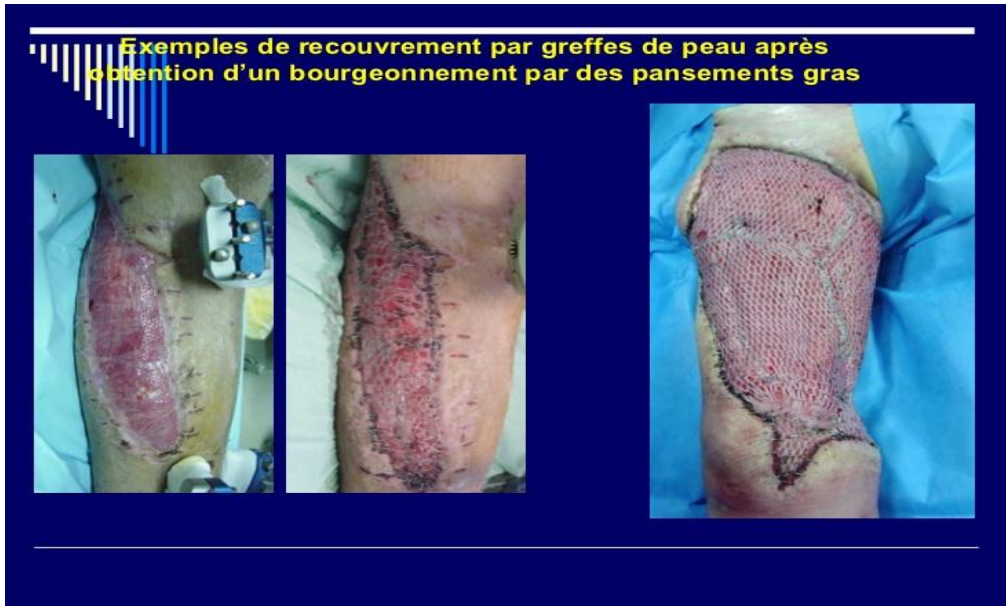 Exemples de recouvrement par greffes de peau après
obtention d'un bourgeonnement par des pansements gras